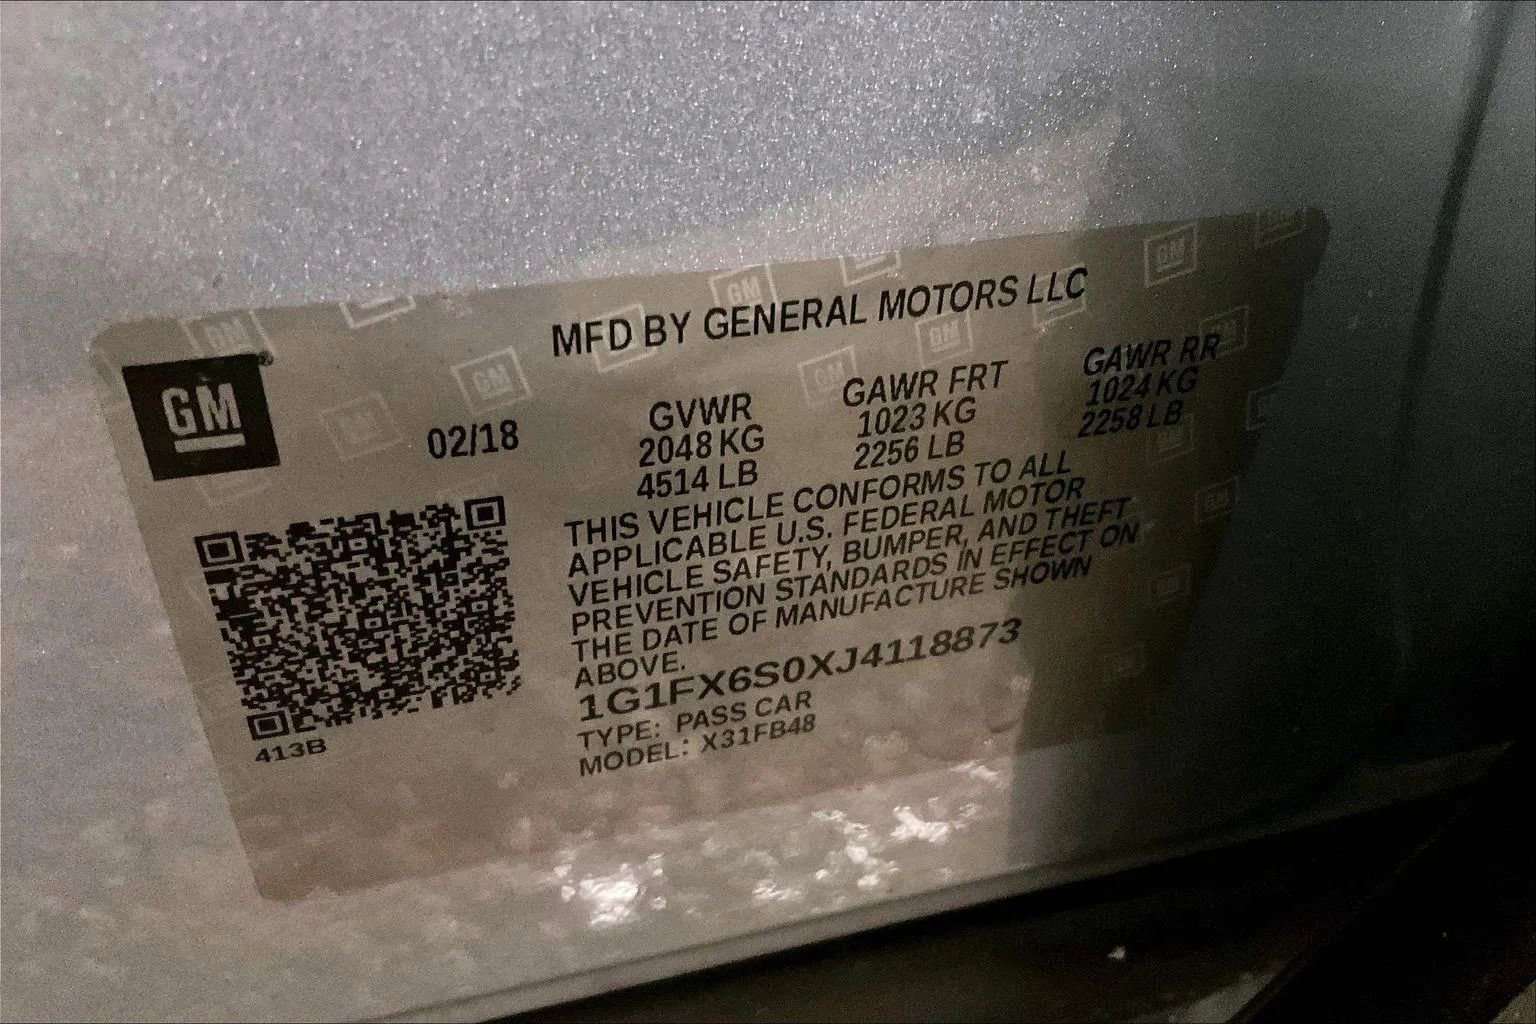 MFD BY GENERAL MOTORS LLC
GM
02/18
GVWR
2048 KG
4514 LB
GAWR FRT
1023 KG
2256 LB
GAWR RR
1024 KG
2258 LB
THIS VEHICLE CONFORMS TO ALL
APPLICABLE U.S. FEDERAL MOTOR
VEHICLE SAFETY, BUMPER, AND THEFT
PREVENTION STANDARDS IN EFFECT ON
THE DATE OF MANUFACTURE SHOWN
ABOVE.
1G1FX6S0XJ4118873
TYPE: PASS CAR
MODEL: X31FB48
413B